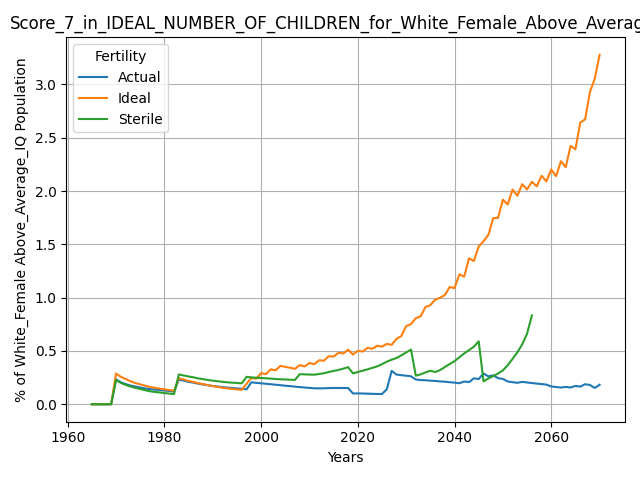 Score_7_in_IDEAL_NUMBER_OF_CHILDREN_for_White_Female_Above_Averag
Fertility
Actual
Ideal
Sterile
% of White_Female Above_Average_IQ Population
3.0
2.5
2.0
1.5
1.0
0.5
0.0
1960 1980 2000 2020 2040 2060
Years